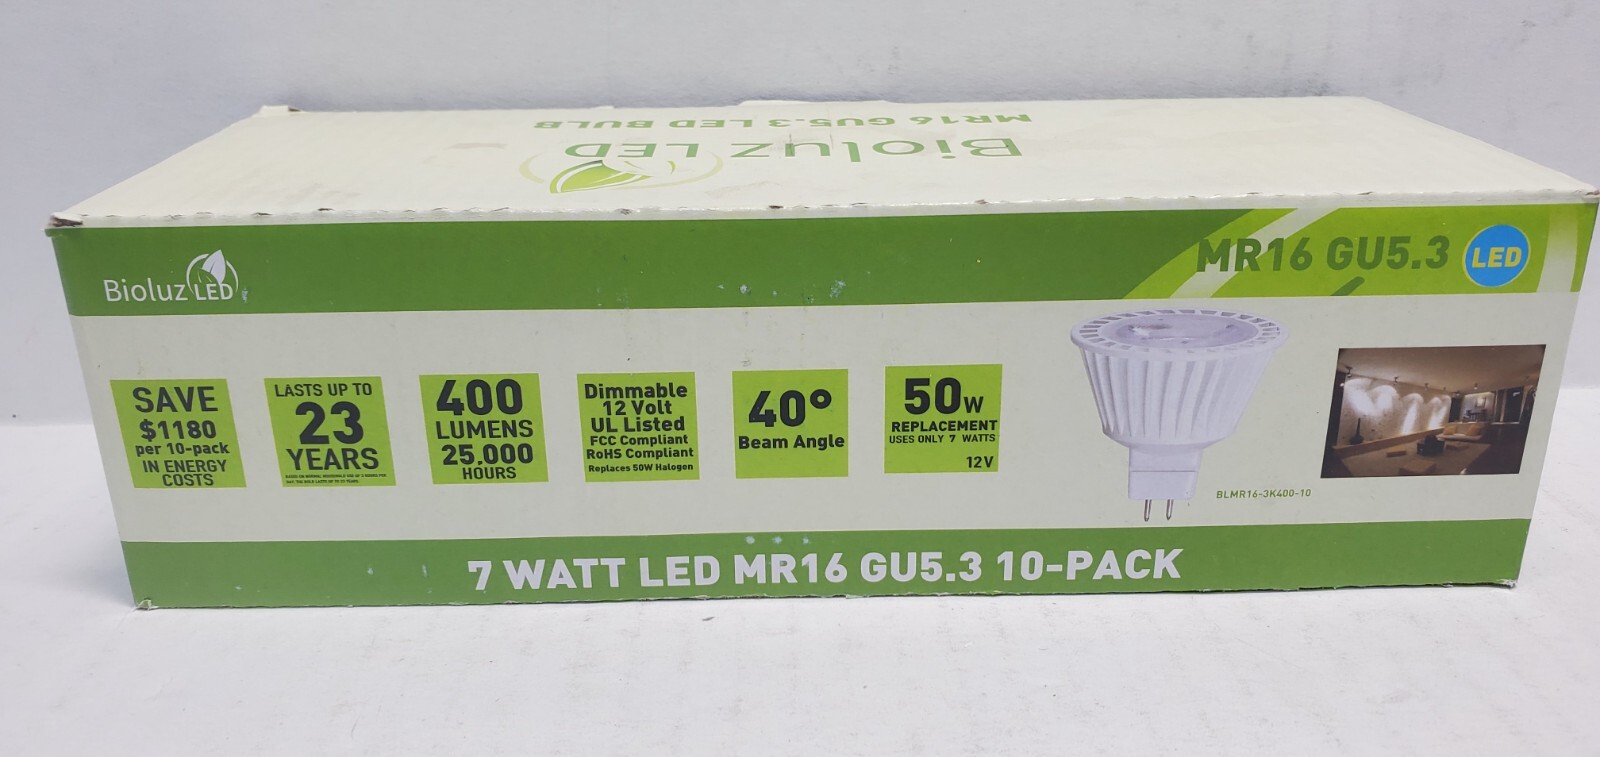 MR16 GU5.3 LED BULB
Bioluz LED
Bioluz LED
MR16 GU5.3 LED
SAVE
$1180
per 10-pack
IN ENERGY
COSTS
LASTS UP TO
23
YEARS
400
LUMENS
25,000
HOURS
Dimmable
12 Volt
UL Listed
FCC Compliant
RoHS Compliant
Replaces 50W Halogen
40°
Beam Angle
50W
REPLACEMENT
USES ONLY 7 WATTS
12V
BLMR16-3K400-10
7 WATT LED MR16 GU5.3 10-PACK